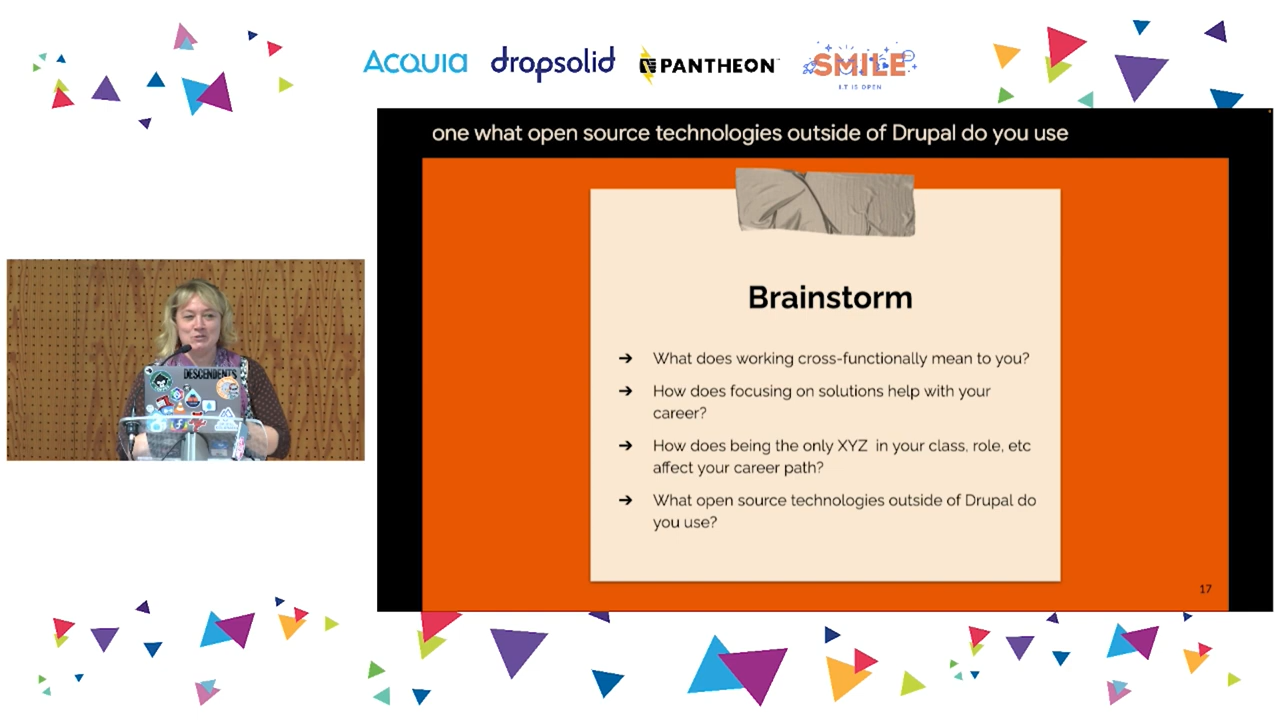 ACQUIA dropsolid PANTHEON SMILE
I.T IS OPEN
one what open source technologies outside of Drupal do you use
Brainstorm
➔ What does working cross-functionally mean to you?
➔ How does focusing on solutions help with your
career?
➔ How does being the only XYZ in your class, role, etc
affect your career path?
➔ What open source technologies outside of Drupal do
you use?
17
DESCENDENTS